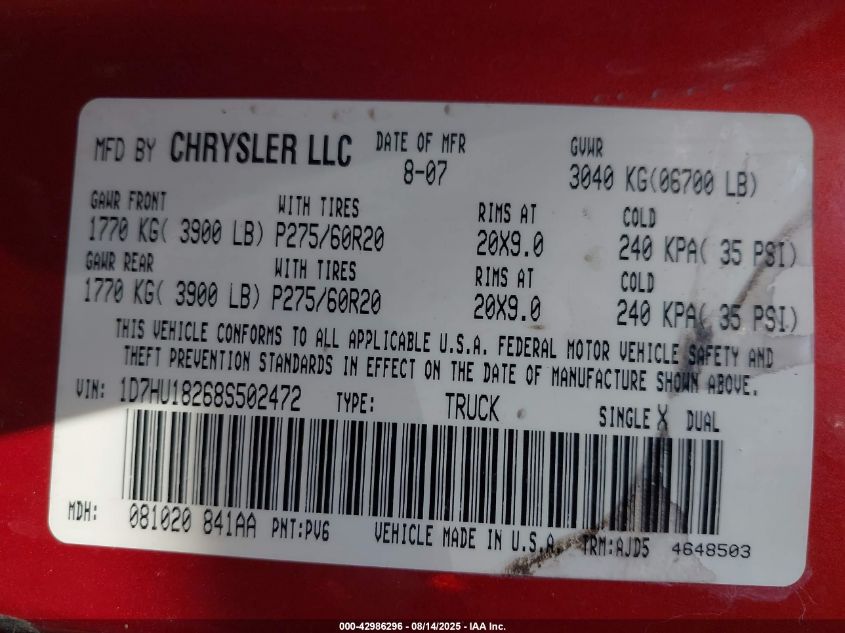 MFD BY CHRYSLER LLC DATE OF MFR GVWR
8-07 3040 KG(06700 LB)
GAWR FRONT WITH TIRES RIMS AT COLD
1770 KG( 3900 LB) P275/60R20 20X9.0 240 KPA( 35 PSI)
GAWR REAR WITH TIRES RIMS AT COLD
1770 KG( 3900 LB) P275/60R20 20X9.0 240 KPA( 35 PSI)
THIS VEHICLE CONFORMS TO ALL APPLICABLE U.S.A. FEDERAL MOTOR VEHICLE SAFETY AND
THEFT PREVENTION STANDARDS IN EFFECT ON THE DATE OF MANUFACTURE SHOWN ABOVE.
VIN: 1D7HU18268S502472 TYPE: TRUCK SINGLE X DUAL
MDH: 081020 841AA PNT:PV6 VEHICLE MADE IN U.S.A. TRM:AJD5 4648503
000-42986296 - 08/14/2025 - IAA Inc.